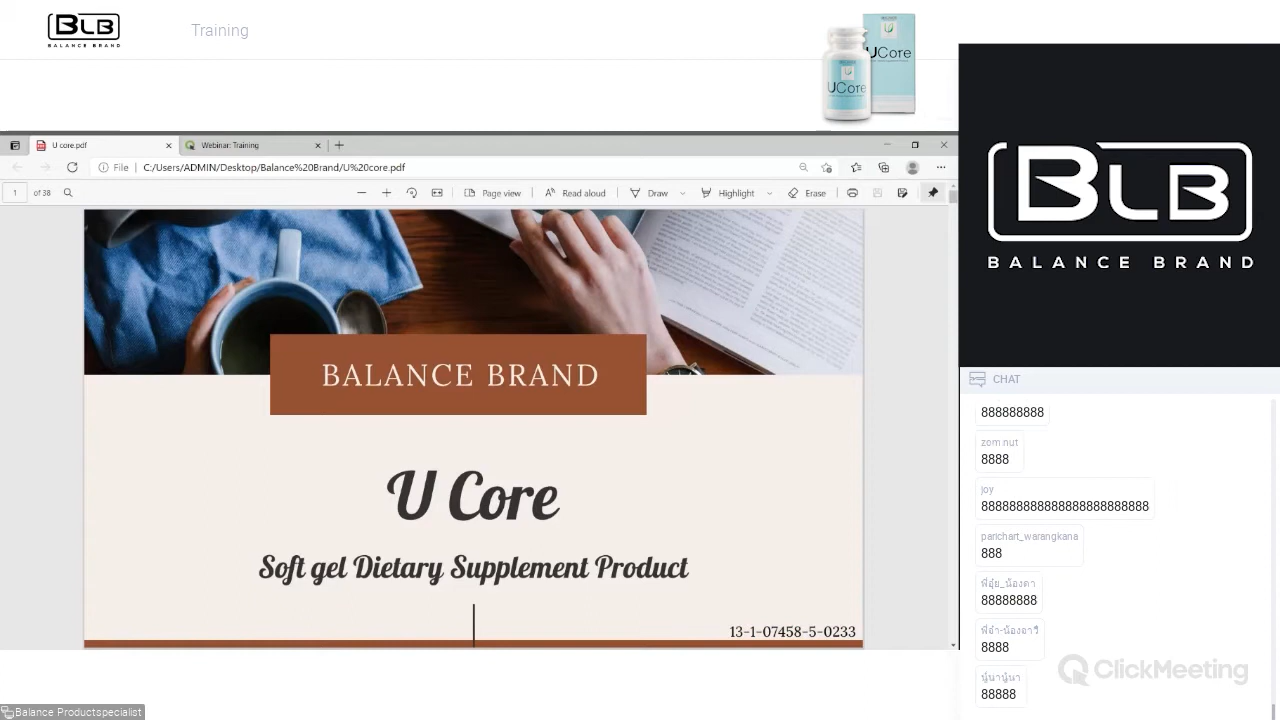 BLB
BALANCE BRAND
Training
UCore
UCore
U core.pdf
Webinar: Training
File
C:/Users/ADMIN/Desktop/Balance%20Brand/U%20core.pdf
1
of 38
Page view
Read aloud
Draw
Highlight
Erase
BALANCE BRAND
U Core
Soft gel Dietary Supplement Product
13-1-07458-5-0233
BLB
BALANCE BRAND
CHAT
888888888
zom.nut
8888
joy
888888888888888888888888
parichart_warangkana
888
พี่อุ๋ย_น้องดา
88888888
พี่จ๋า-น้องจาวี
8888
นู๋นานู๋นา
88888
ClickMeeting
Balance Productspecialist